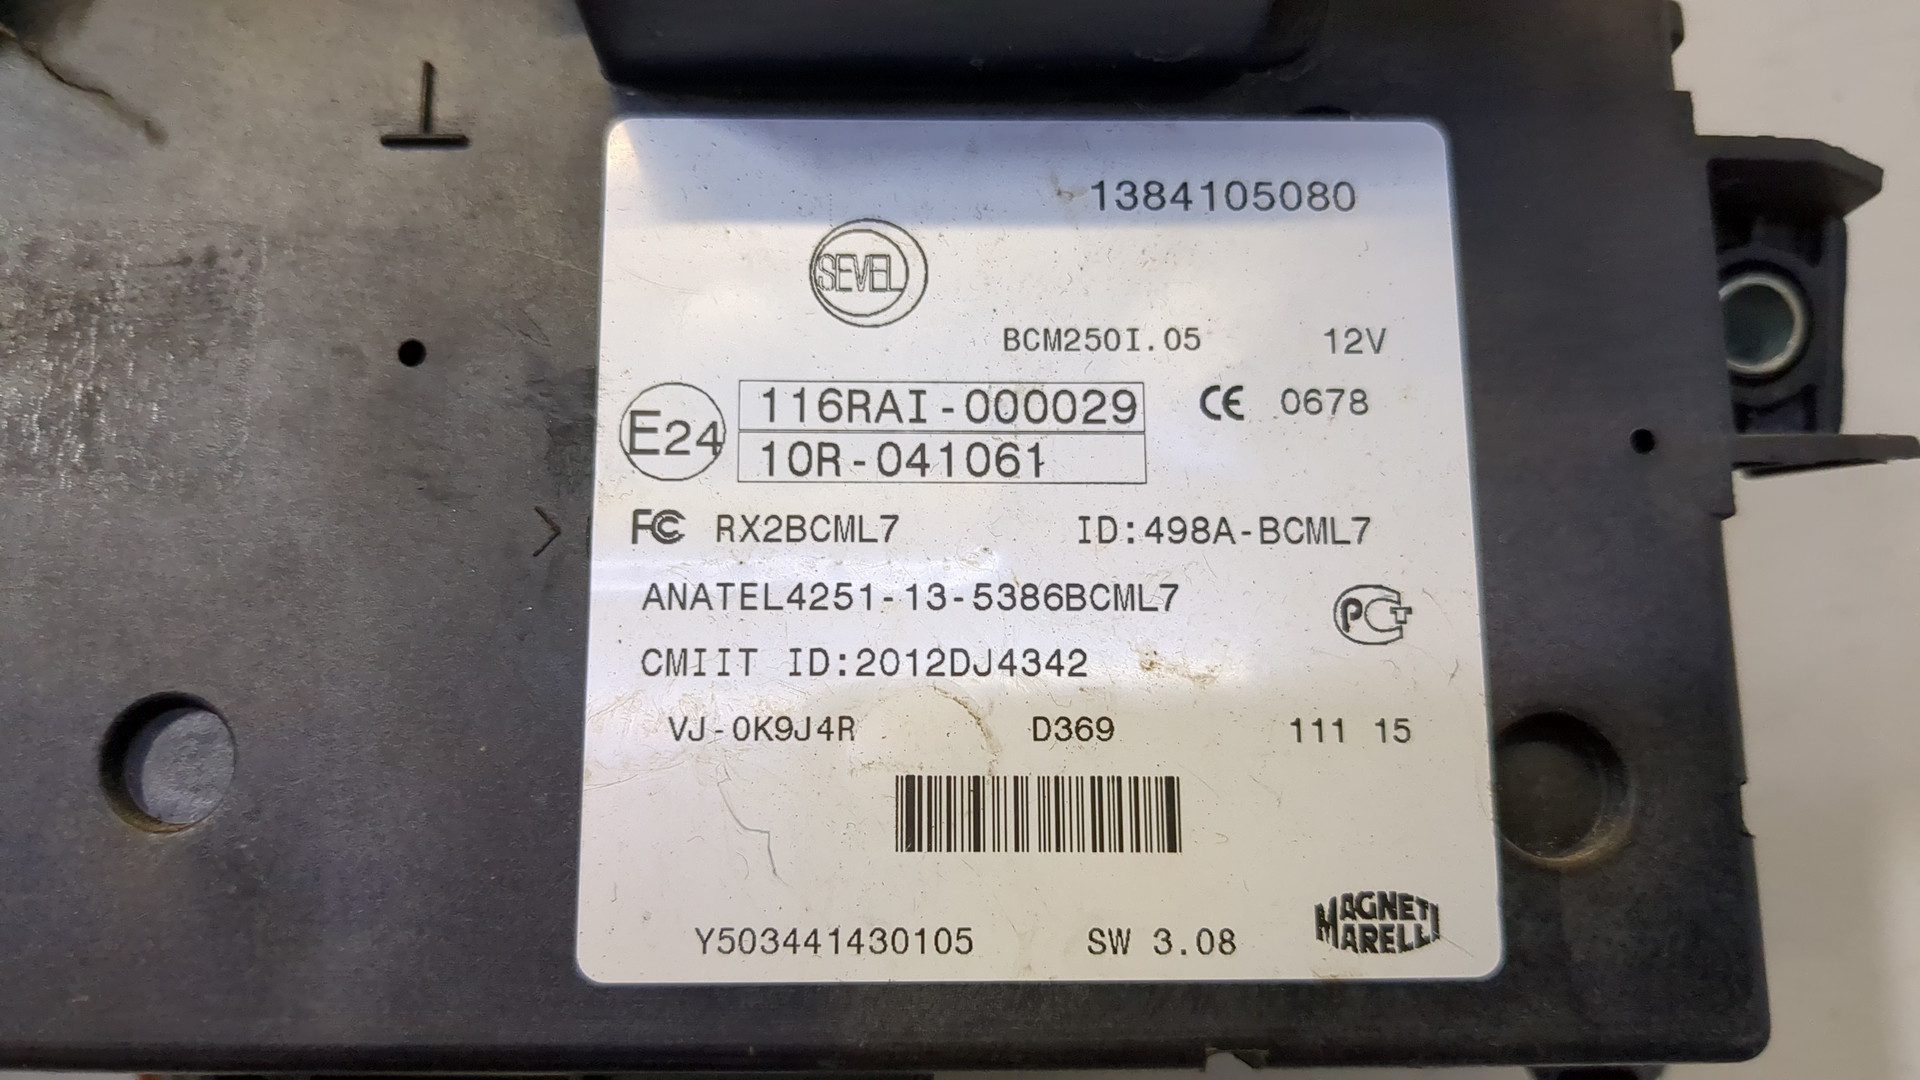 1384105080
SEVEL
BCM250I.05 12V
E24 116RAI-000029 CE 0678
10R-041061
FC RX2BCML7 ID:498A-BCML7
ANATEL4251-13-5386BCML7
PCT
CMIIT ID:2012DJ4342
VJ-0K9J4R D369 111 15
Y503441430105 SW 3.08
MAGNETI
MARELLI